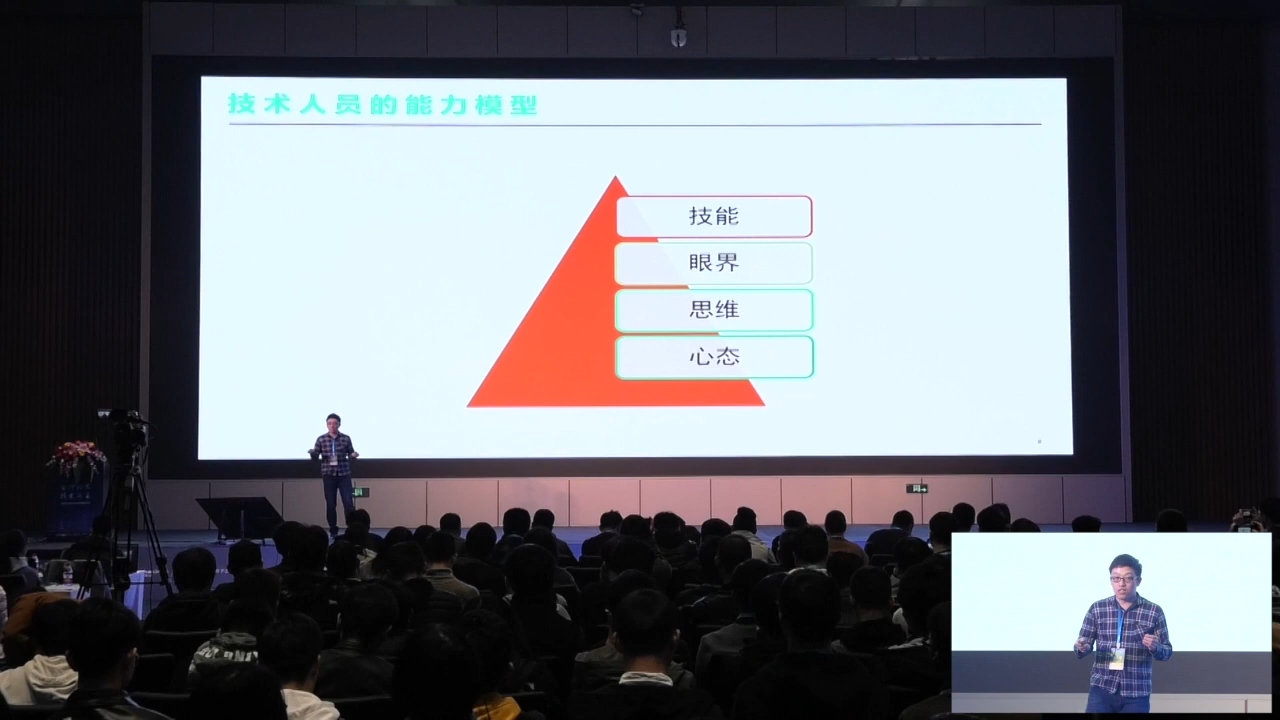 技术人员的能力模型
技能
眼界
思维
心态